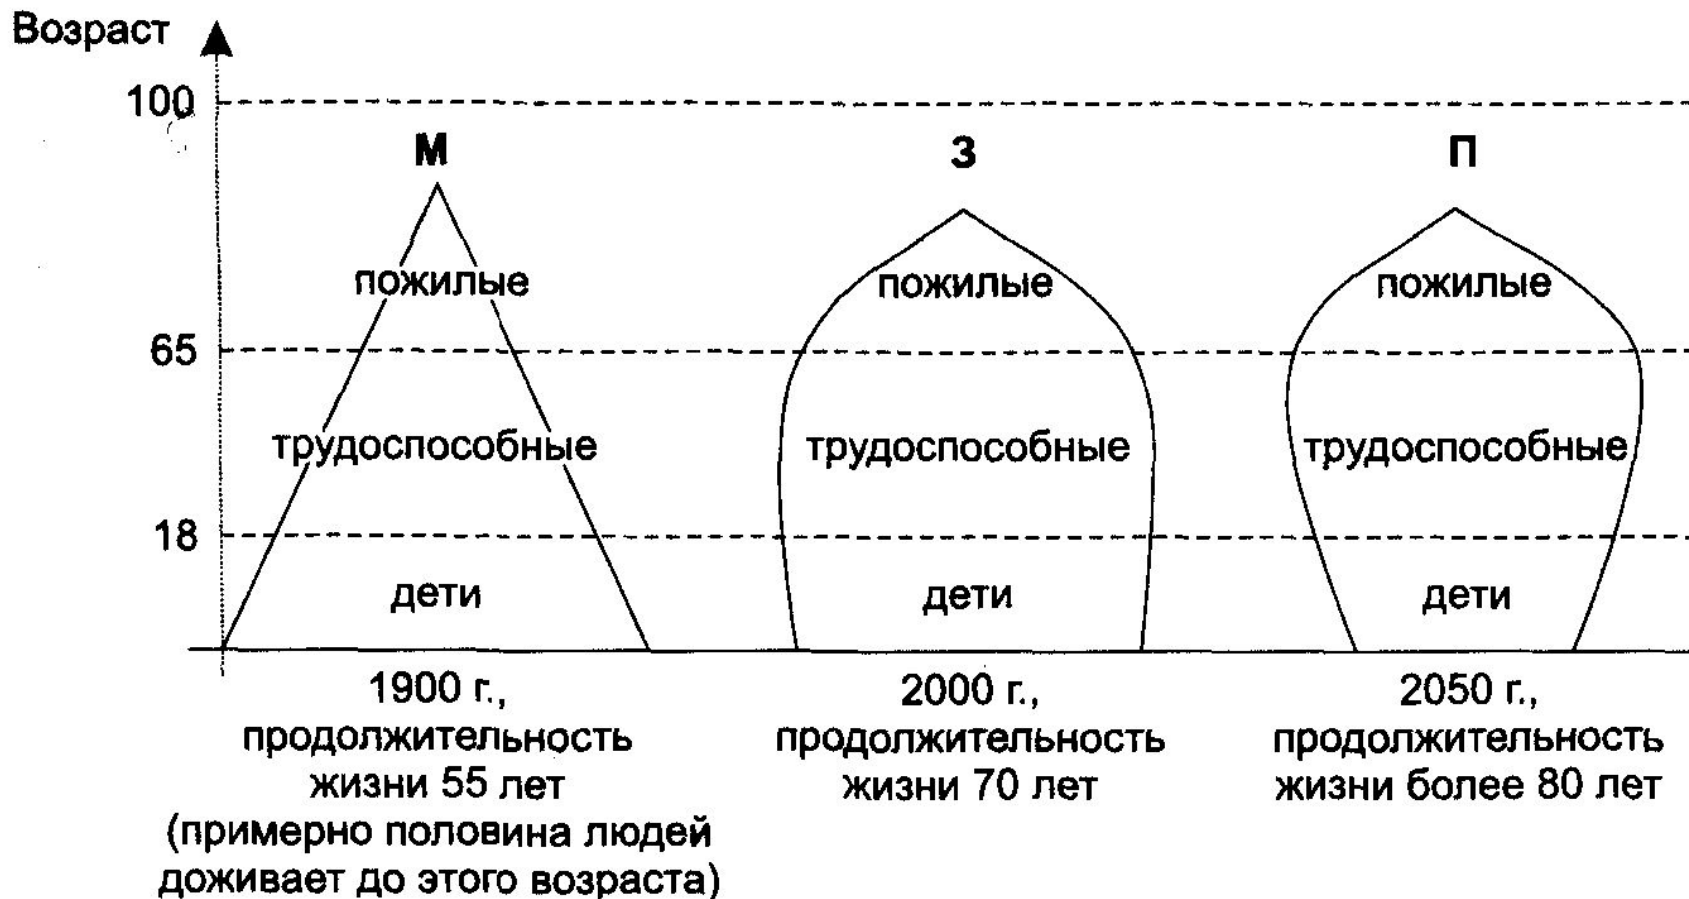 Возраст
100
М
З
П
пожилые
пожилые
пожилые
65
трудоспособные
трудоспособные
трудоспособные
18
дети
дети
дети
1900 г.,
продолжительность
жизни 55 лет
(примерно половина людей
доживает до этого возраста)
2000 г.,
продолжительность
жизни 70 лет
2050 г.,
продолжительность
жизни более 80 лет